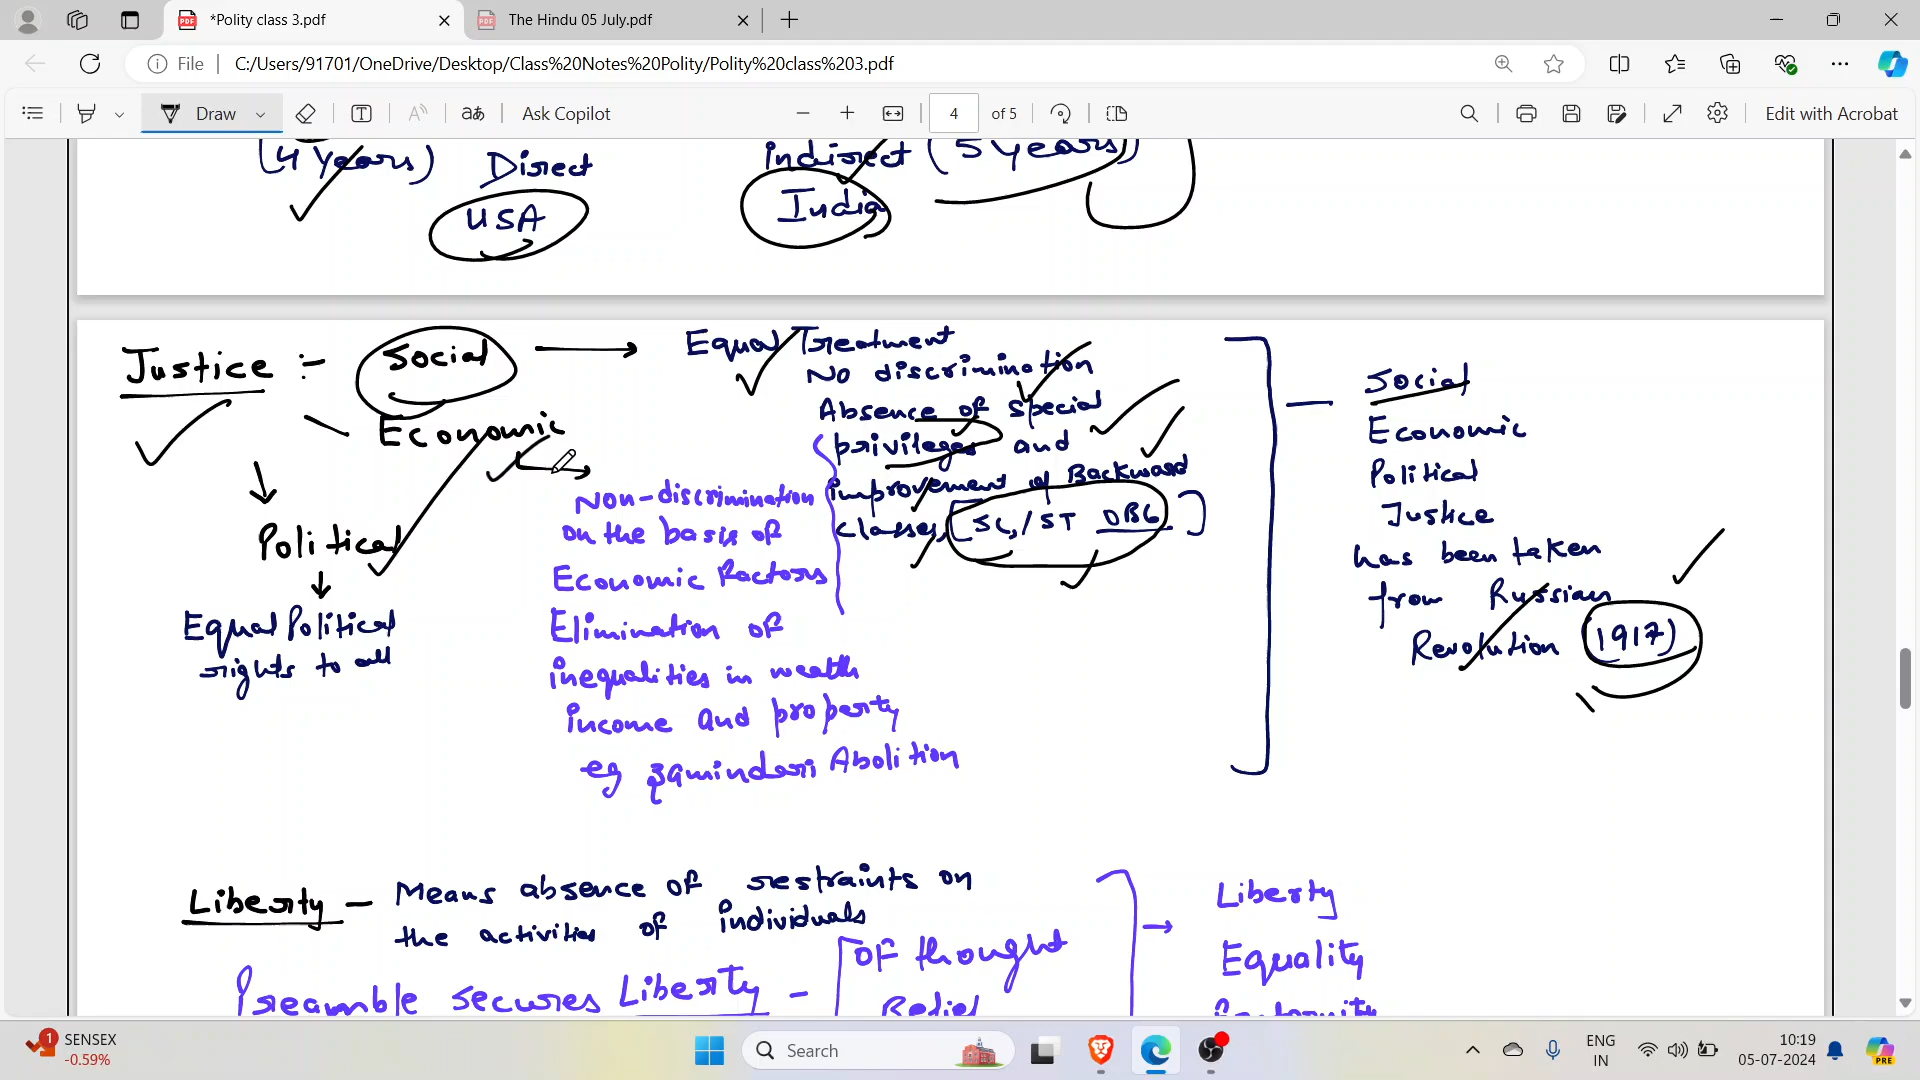 *Polity class 3.pdf
The Hindu 05 July.pdf
File
C:/Users/91701/OneDrive/Desktop/Class%20Notes%20Polity/Polity%20class%203.pdf
Draw
Ask Copilot
4
of 5
Edit with Acrobat
(4 Years) Direct
USA
indirect (5 years)
India
Justice :- Social
Economic
Political
Equal Political
rights to all
Equal Treatment
No discrimination
Absence of special
privileges and
improvement of Backward
classes, [SC,/ST OBC]
Non-discrimination
on the basis of
Economic Factors
Elimination of
inequalities in wealth
income and property
eg zamindari Abolition
Social
Economic
Political
Justice
has been taken
from Russian
Revolution (1917)
Liberty - Means absence of restraints on
the activities of individuals
Preamble secures Liberty -
OF thought
Belief
Liberty
Equality
Fraternity
SENSEX
-0.59%
1
Search
ENG
IN
10:19
05-07-2024
PRE